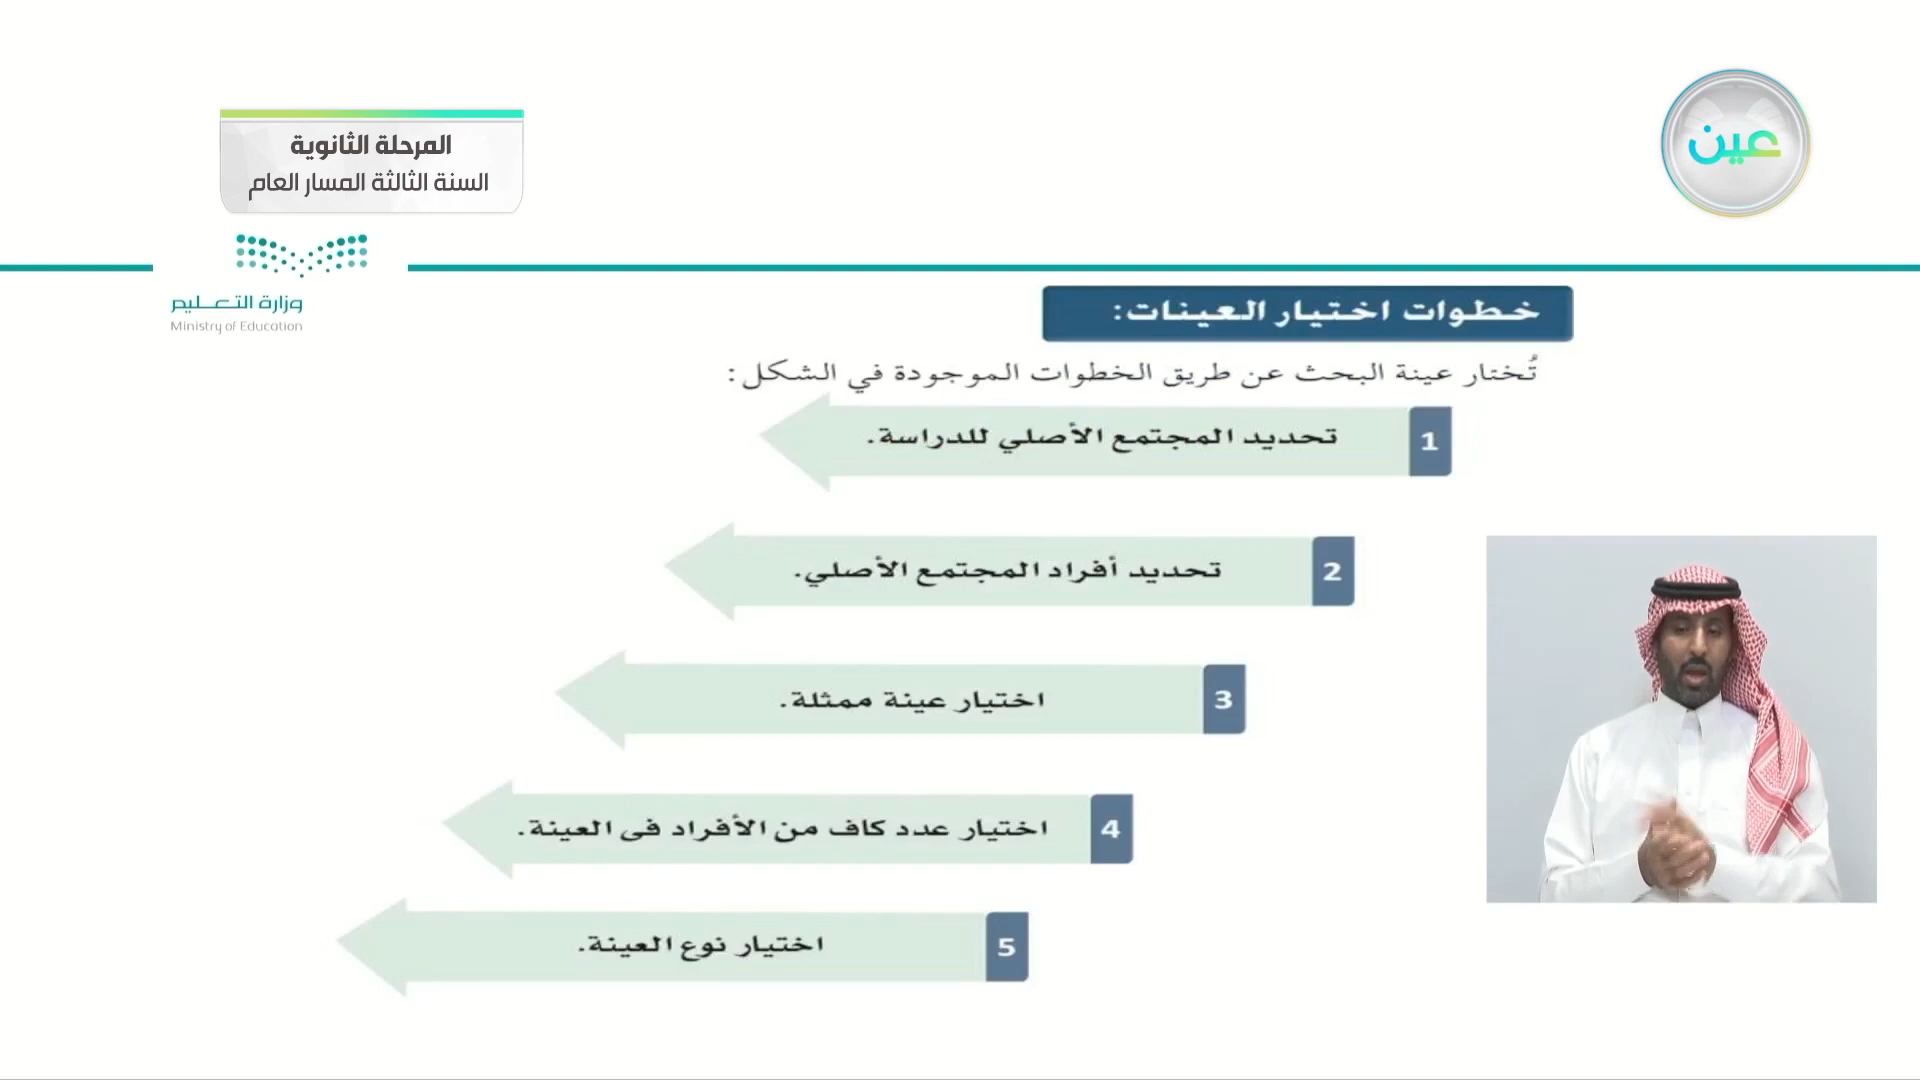 المرحلة الثانوية
السنة الثالثة المسار العام
عين
وزارة التعليم
Ministry of Education
خطوات اختيار العينات:
تُختار عينة البحث عن طريق الخطوات الموجودة في الشكل:
1 تحديد المجتمع الأصلي للدراسة.
2 تحديد أفراد المجتمع الأصلي.
3 اختيار عينة ممثلة.
4 اختيار عدد كاف من الأفراد فى العينة.
5 اختيار نوع العينة.